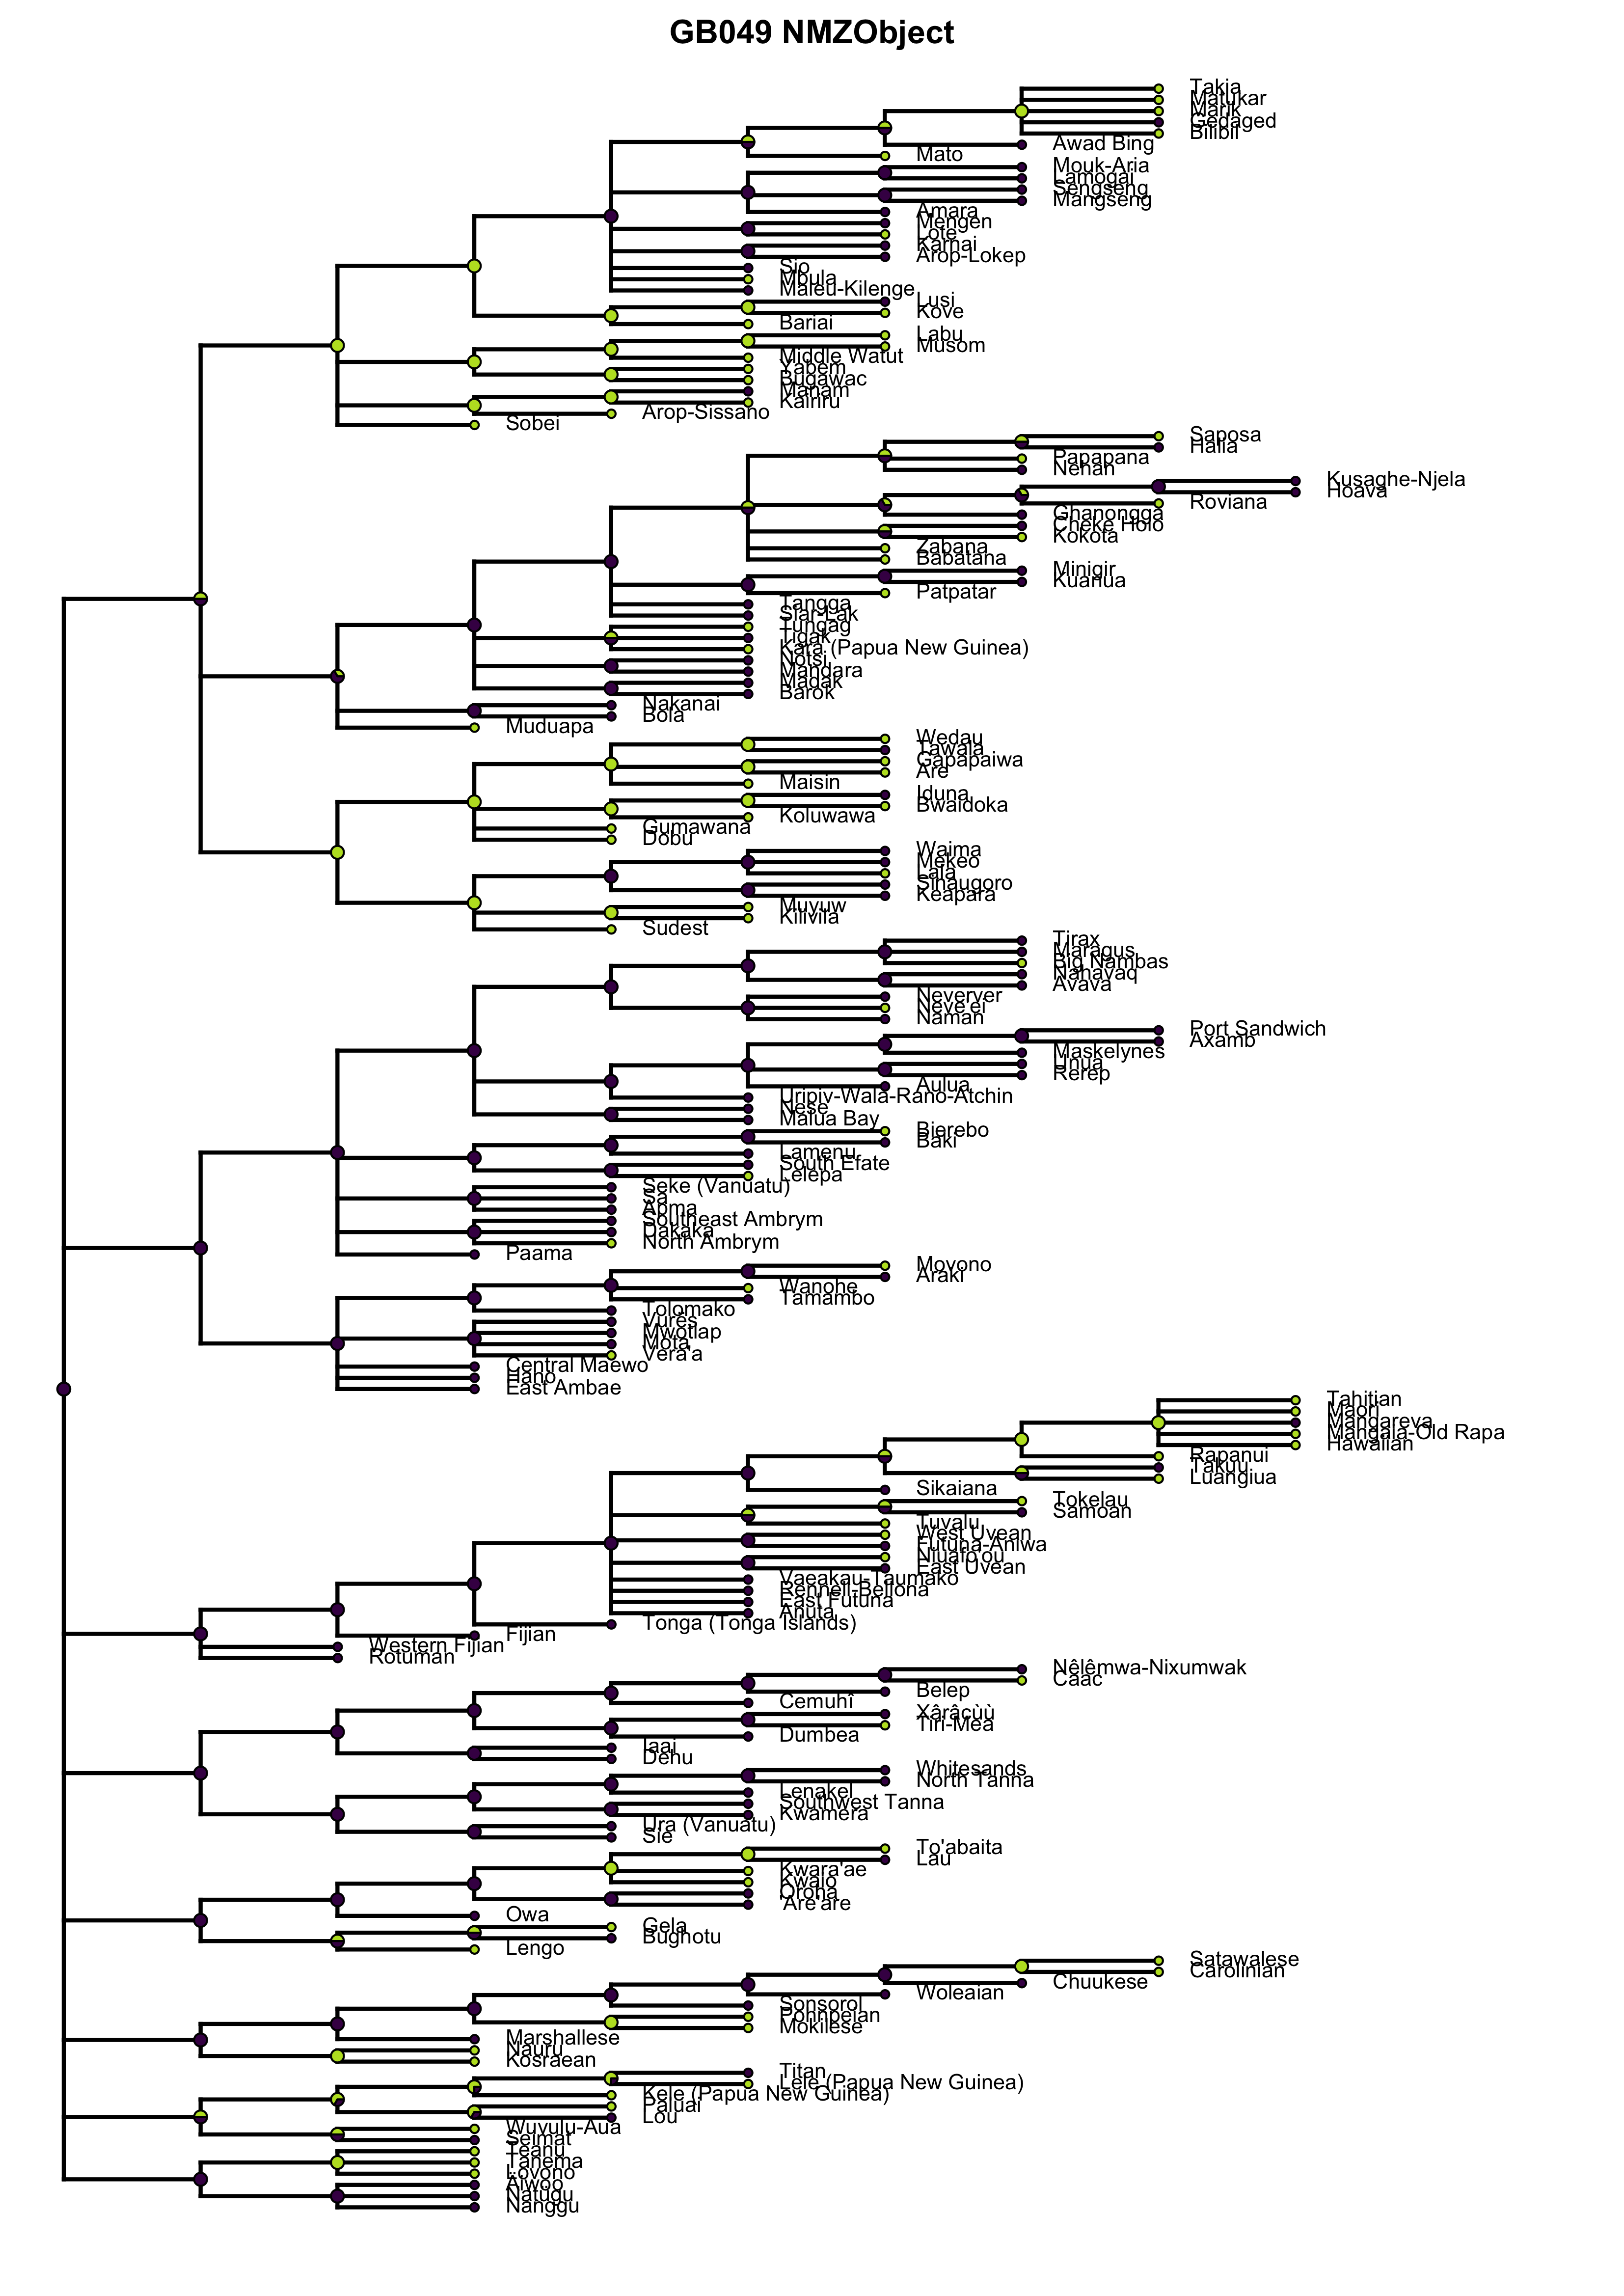 GB049 NMZObject
Takia
Matukar
Marik
Gedaged
Bilibil
Awad Bing
Mato
Mouk-Aria
Lamogai
Sengseng
Mangseng
Amara
Mengen
Lote
Karnai
Arop-Lokep
Sio
Mbula
Maleu-Kilenge
Lusi
Kove
Bariai
Labu
Musom
Middle Watut
Yabem
Bugawac
Manam
Kairiru
Arop-Sissano
Sobei
Saposa
Halia
Papapana
Nehan
Kusaghe-Njela
Hoava
Roviana
Ghanongga
Cheke Holo
Kokota
Zabana
Babatana
Minigir
Kuanua
Patpatar
Tangga
Siar-Lak
Tungag
Tigak
Kara (Papua New Guinea)
Notsi
Mandara
Madak
Barok
Nakanai
Bola
Muduapa
Wedau
Tawala
Gapapaiwa
Are
Maisin
Iduna
Bwaidoka
Koluwawa
Gumawana
Dobu
Waima
Mekeo
Lala
Sinaugoro
Keapara
Muyuw
Kilivila
Sudest
Tirax
Maragus
Big Nambas
Nahavaq
Avava
Neverver
Neve'ei
Naman
Port Sandwich
Axamb
Maskelynes
Unua
Rerep
Aulua
Uripiv-Wala-Rano-Atchin
Nese
Malua Bay
Bierebo
Baki
Lamenu
South Efate
Lelepa
Seke (Vanuatu)
Sa
Apma
Southeast Ambrym
Dakaka
North Ambrym
Paama
Movono
Araki
Wanohe
Tamambo
Tolomako
Vurës
Mwotlap
Mota
Vera'a
Central Maewo
Hano
East Ambae
Tahitian
Maori
Mangareva
Mangaia-Old Rapa
Hawaiian
Rapanui
Takuu
Luangiua
Sikaiana
Tokelau
Samoan
Tuvalu
West Uvean
Futuna-Aniwa
Niuafo'ou
East Uvean
Vaeakau-Taumako
Rennell-Bellona
East Futuna
Anuta
Tonga (Tonga Islands)
Fijian
Western Fijian
Rotuman
Nêlêmwa-Nixumwak
Caac
Belep
Cemuhî
Xârâcùù
Tiri-Mea
Dumbea
Iaai
Dehu
Whitesands
North Tanna
Lenakel
Southwest Tanna
Kwamera
Ura (Vanuatu)
Sie
To'abaita
Lau
Kwara'ae
Kwaio
Oroha
'Are'are
Owa
Gela
Bughotu
Lengo
Satawalese
Carolinian
Chuukese
Woleaian
Sonsorol
Pohnpeian
Mokilese
Marshallese
Nauru
Kosraean
Titan
Lele (Papua New Guinea)
Kele (Papua New Guinea)
Paluai
Lou
Wuvulu-Aua
Seimat
Teanu
Tanema
Lovono
Äiwoo
Natügu
Nanggu